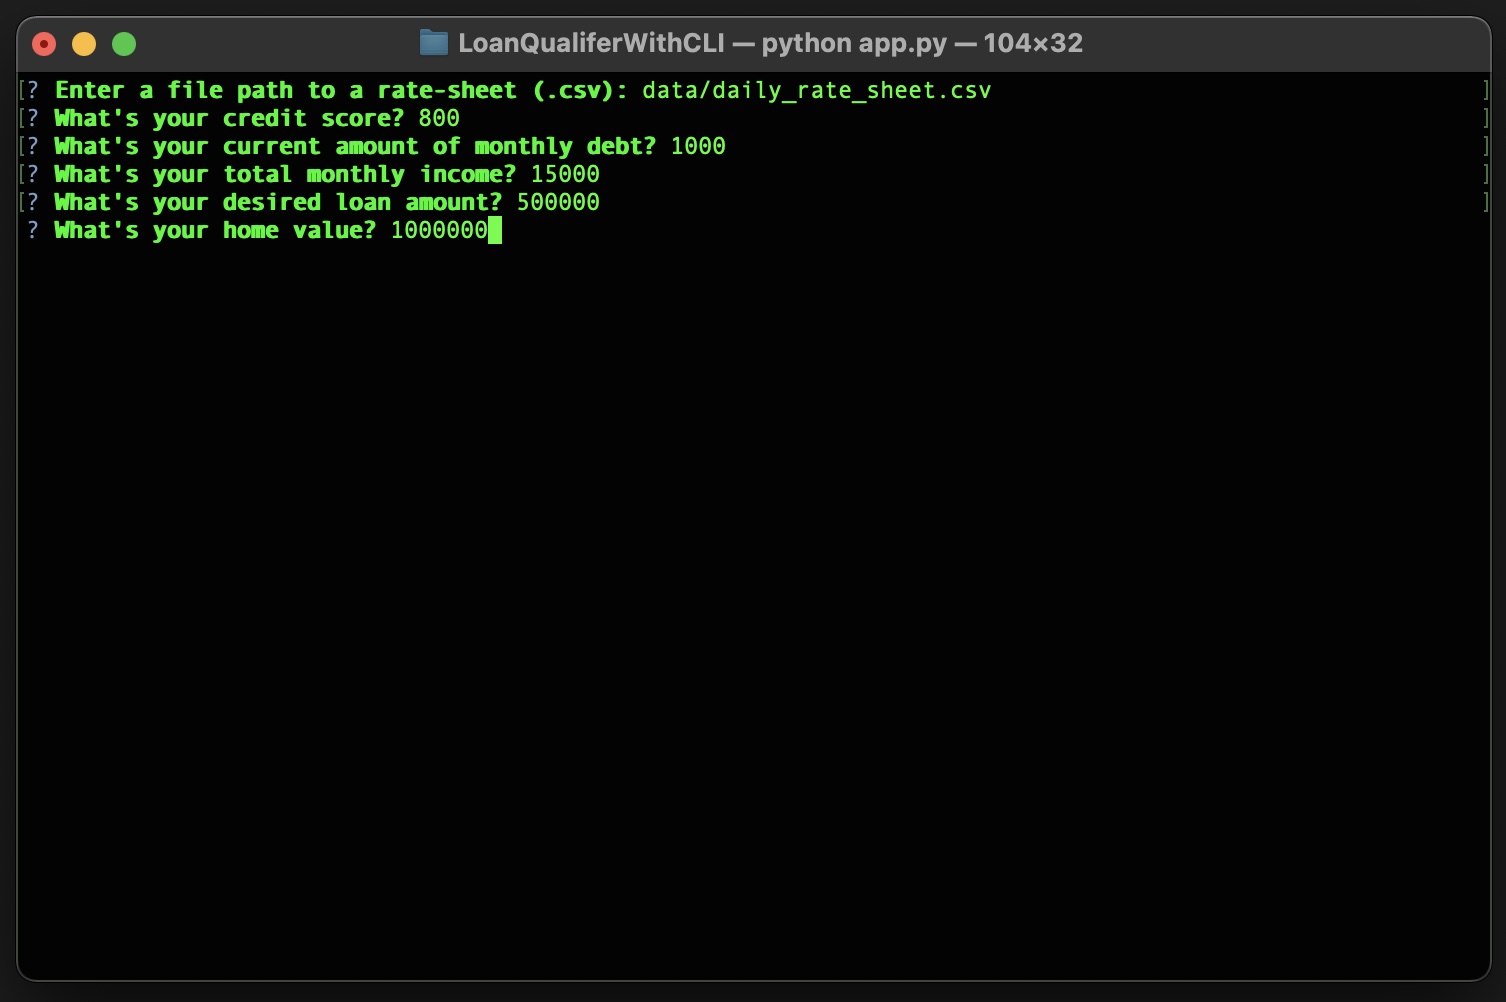 LoanQualiferWithCLI — python app.py — 104×32
[? Enter a file path to a rate-sheet (.csv): data/daily_rate_sheet.csv ]
[? What's your credit score? 800 ]
[? What's your current amount of monthly debt? 1000 ]
[? What's your total monthly income? 15000 ]
[? What's your desired loan amount? 500000 ]
? What's your home value? 1000000